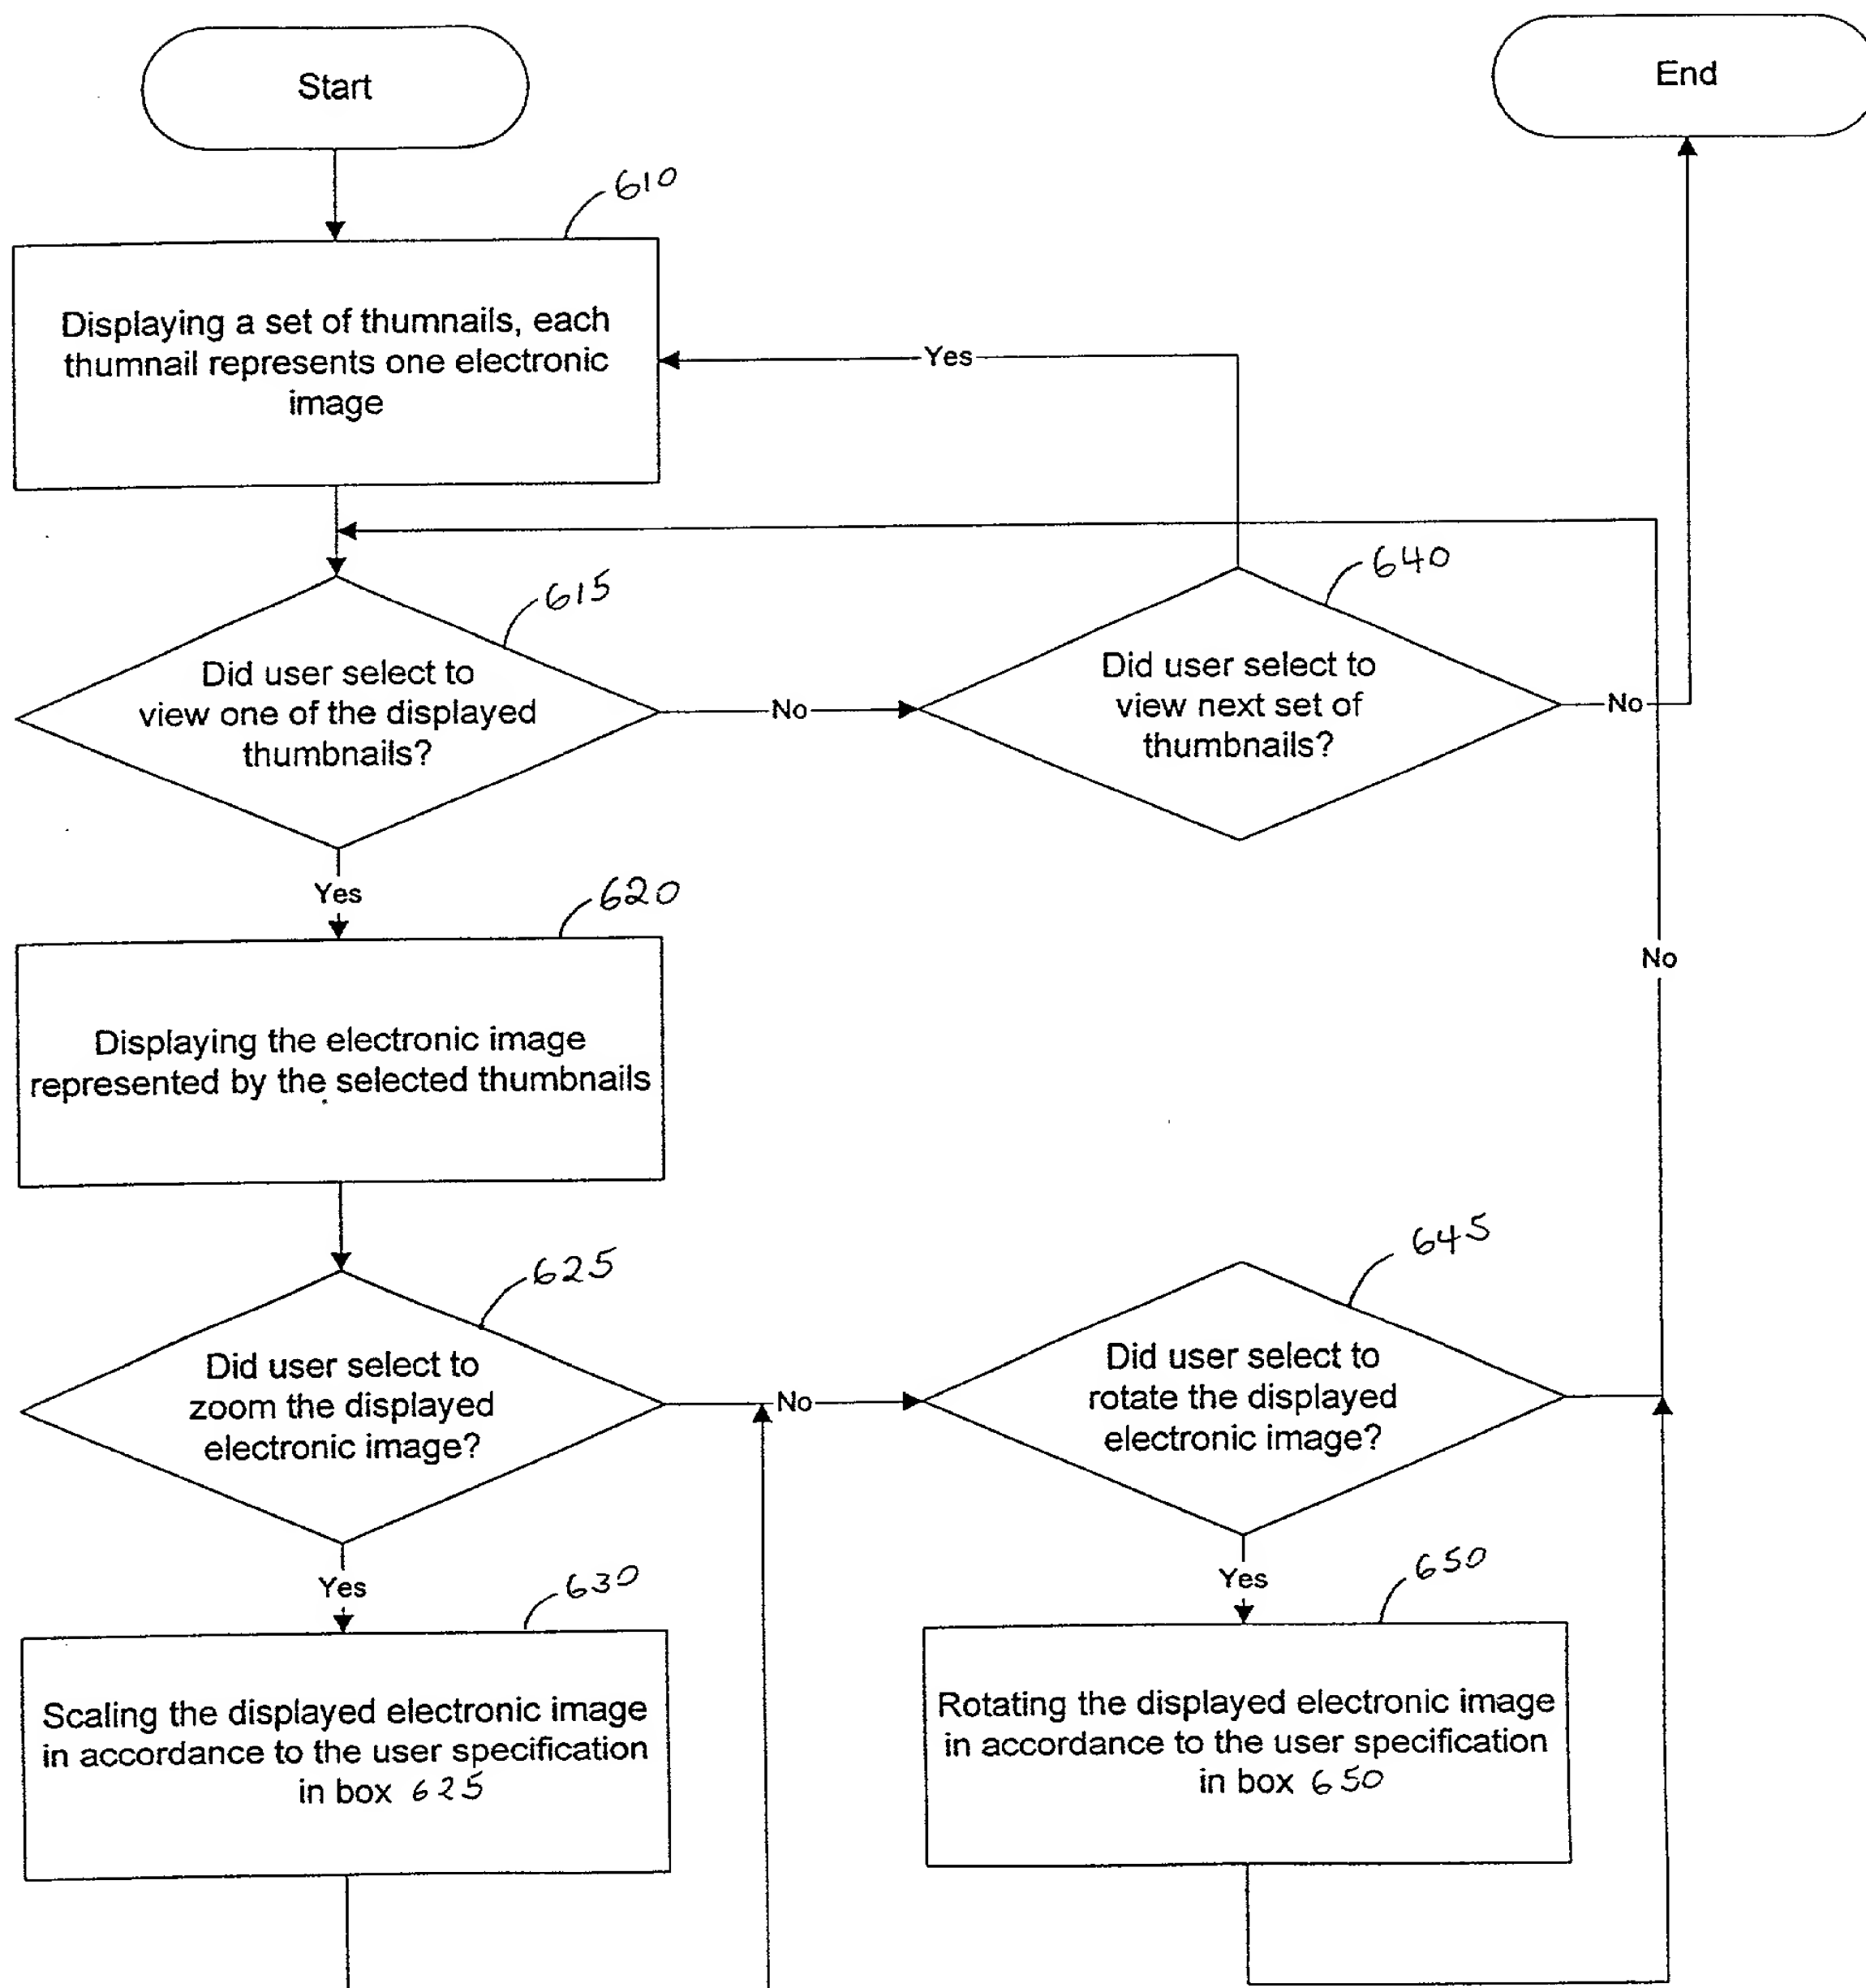 Start
End
610
Displaying a set of thumnails, each
thumnail represents one electronic
image
Yes
615
640
Did user select to
view one of the displayed
thumbnails?
No
Did user select to
view next set of
thumbnails?
No
Yes
620
No
Displaying the electronic image
represented by the selected thumbnails
625
645
Did user select to
zoom the displayed
electronic image?
No
Did user select to
rotate the displayed
electronic image?
Yes
630
Yes
650
Scaling the displayed electronic image
in accordance to the user specification
in box 625
Rotating the displayed electronic image
in accordance to the user specification
in box 650